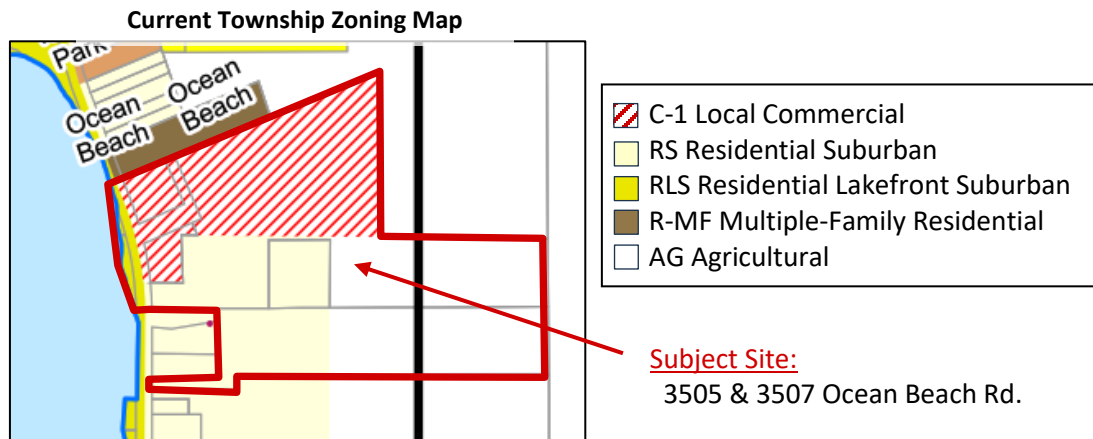 Current Township Zoning Map
Park
Ocean
Beach
Ocean
Beach
C-1 Local Commercial
RS Residential Suburban
RLS Residential Lakefront Suburban
R-MF Multiple-Family Residential
AG Agricultural
Subject Site:
3505 & 3507 Ocean Beach Rd.